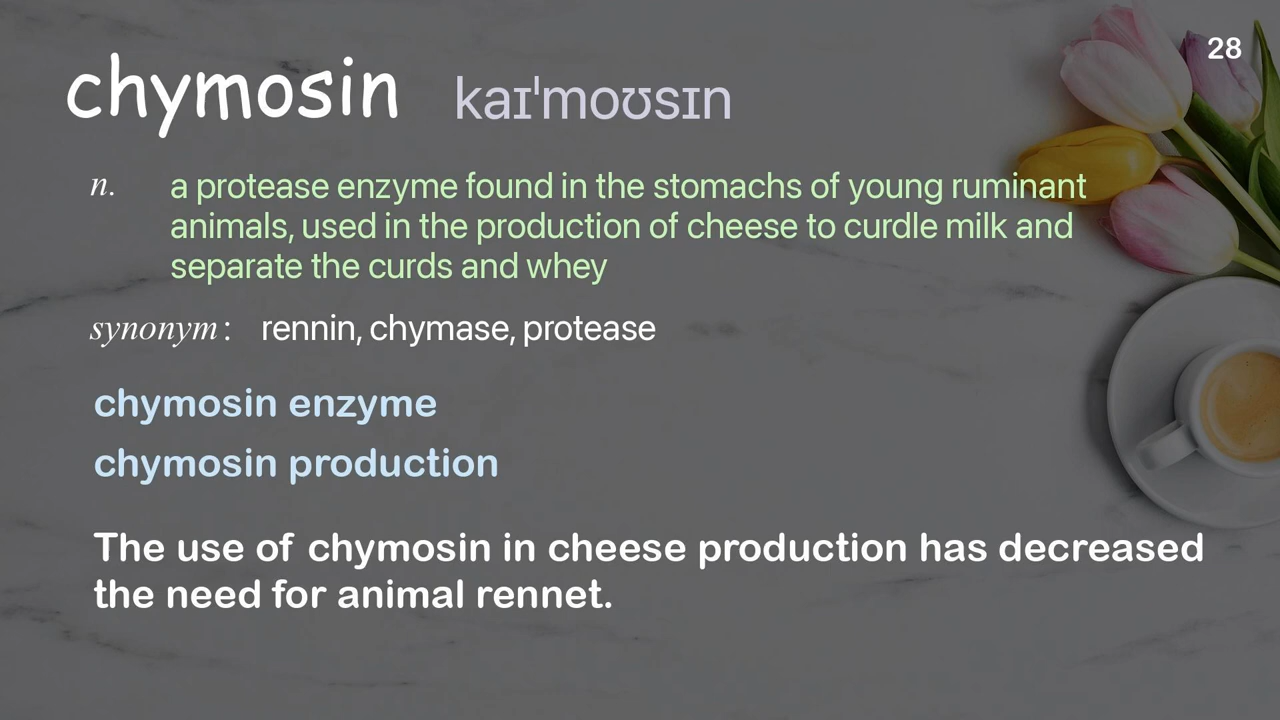 28
chymosin kaɪˈmoʊsɪn
n. a protease enzyme found in the stomachs of young ruminant
animals, used in the production of cheese to curdle milk and
separate the curds and whey
synonym: rennin, chymase, protease
chymosin enzyme
chymosin production
The use of chymosin in cheese production has decreased
the need for animal rennet.